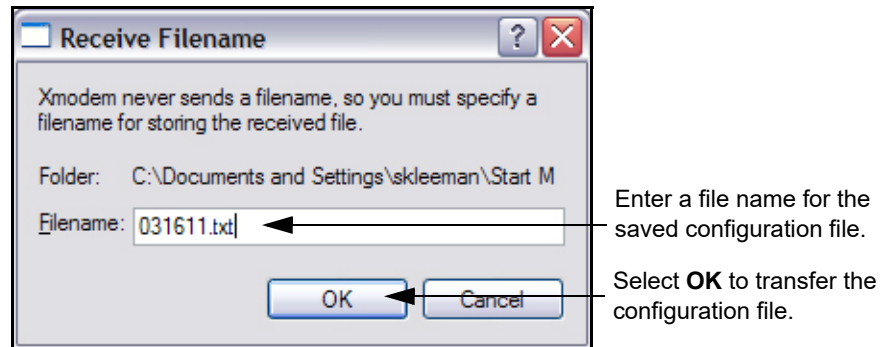 Receive Filename
?
X
Xmodem never sends a filename, so you must specify a
filename for storing the received file.
Folder: C:\Documents and Settings\skleeman\Start M
Filename: 031611.txt
OK
Cancel
Enter a file name for the
saved configuration file.
Select OK to transfer the
configuration file.